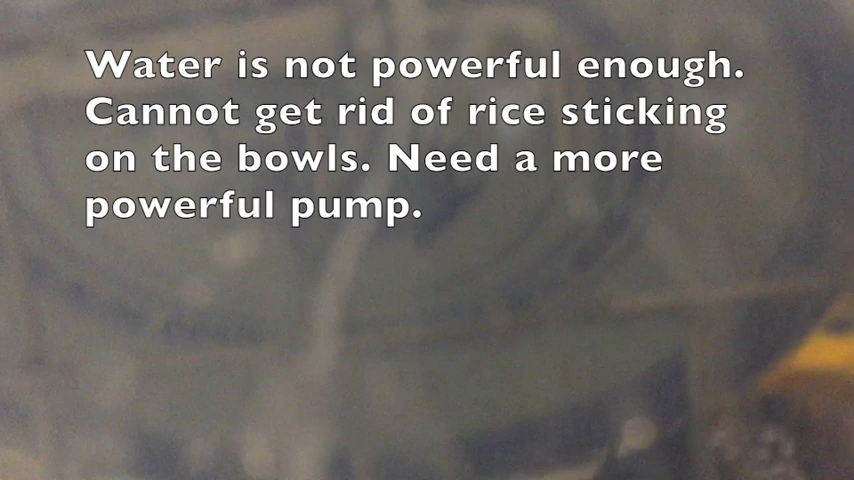 Water is not powerful enough.
Cannot get rid of rice sticking
on the bowls. Need a more
powerful pump.